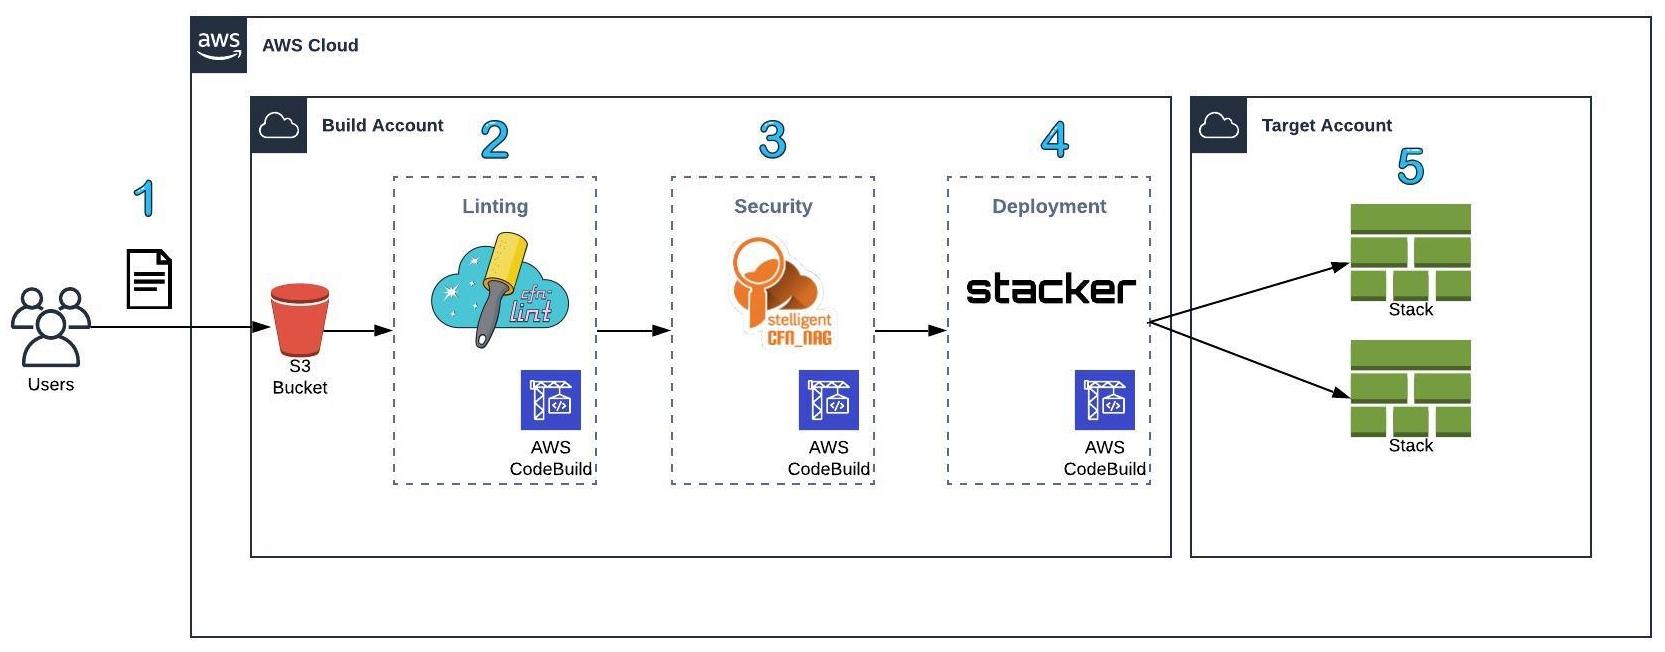 aws
AWS Cloud
Build Account
Target Account
1
2
3
4
5
Linting
Security
Deployment
cfn-
lint
stelligent
CFN_NAG
stacker
Users
S3
Bucket
AWS
CodeBuild
AWS
CodeBuild
AWS
CodeBuild
Stack
Stack